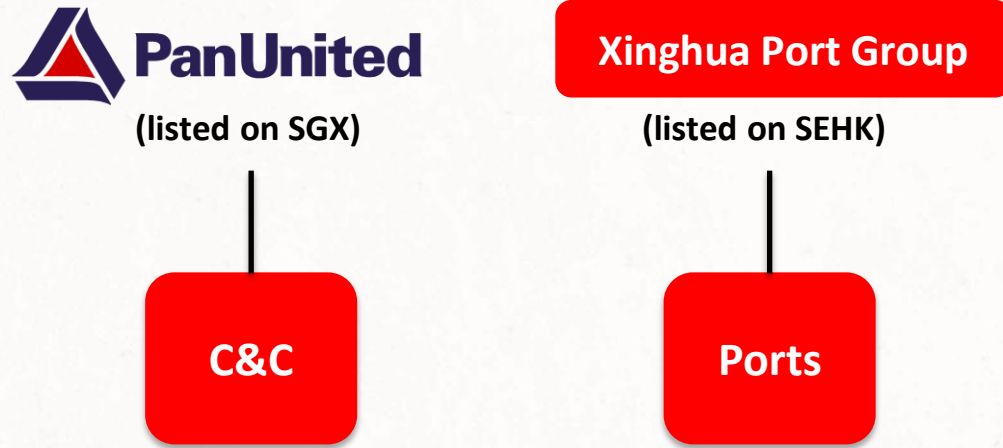 PanUnited
Xinghua Port Group
(listed on SGX)
(listed on SEHK)
C&C
Ports